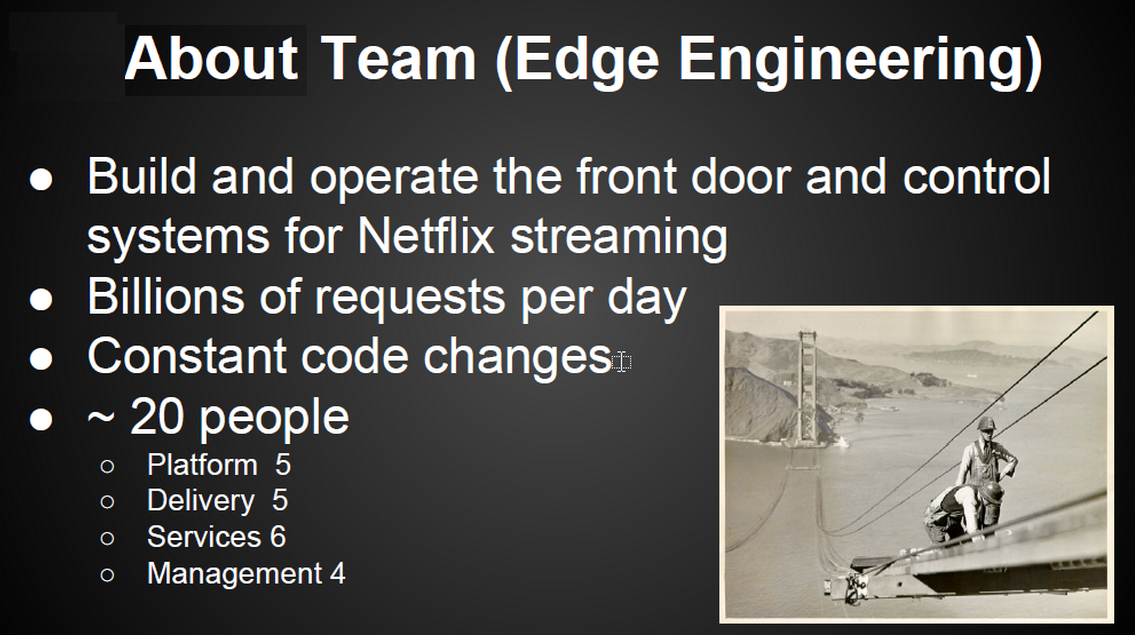 About Team (Edge Engineering)
● Build and operate the front door and control
systems for Netflix streaming
● Billions of requests per day
● Constant code changes
● ~ 20 people
○ Platform  5
○ Delivery  5
○ Services 6
○ Management 4